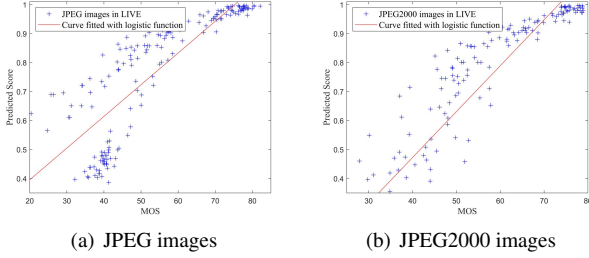 JPEG images in LIVE
Curve fitted with logistic function
1
0.9
0.8
0.7
0.6
0.5
0.4
Predicted Score
20 30 40 50 60 70 80
MOS
(a) JPEG images
JPEG2000 images in LIVE
Curve fitted with logistic function
1
0.9
0.8
0.7
0.6
0.5
0.4
Predicted Score
30 40 50 60 70 80
MOS
(b) JPEG2000 images